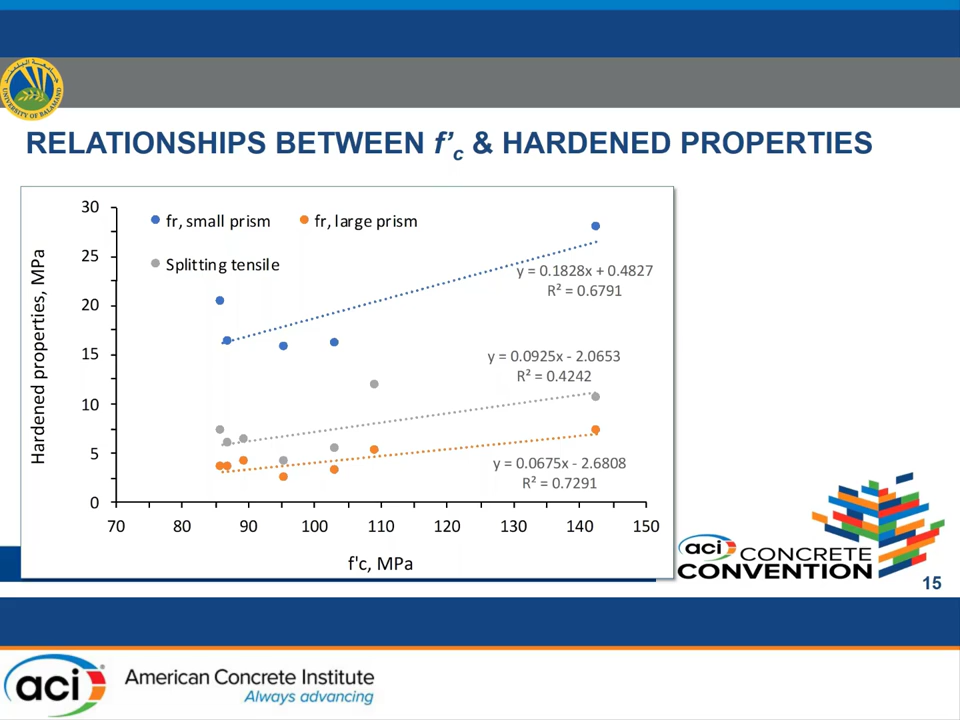 UNIVERSITY OF BALAMAND
RELATIONSHIPS BETWEEN f'c & HARDENED PROPERTIES
fr, small prism
fr, large prism
Splitting tensile
Hardened properties, MPa
30
25
20
15
10
5
0
y = 0.1828x + 0.4827
R² = 0.6791
y = 0.0925x - 2.0653
R² = 0.4242
y = 0.0675x - 2.6808
R² = 0.7291
70 80 90 100 110 120 130 140 150
f'c, MPa
aci CONCRETE
CONVENTION
15
aci American Concrete Institute
Always advancing